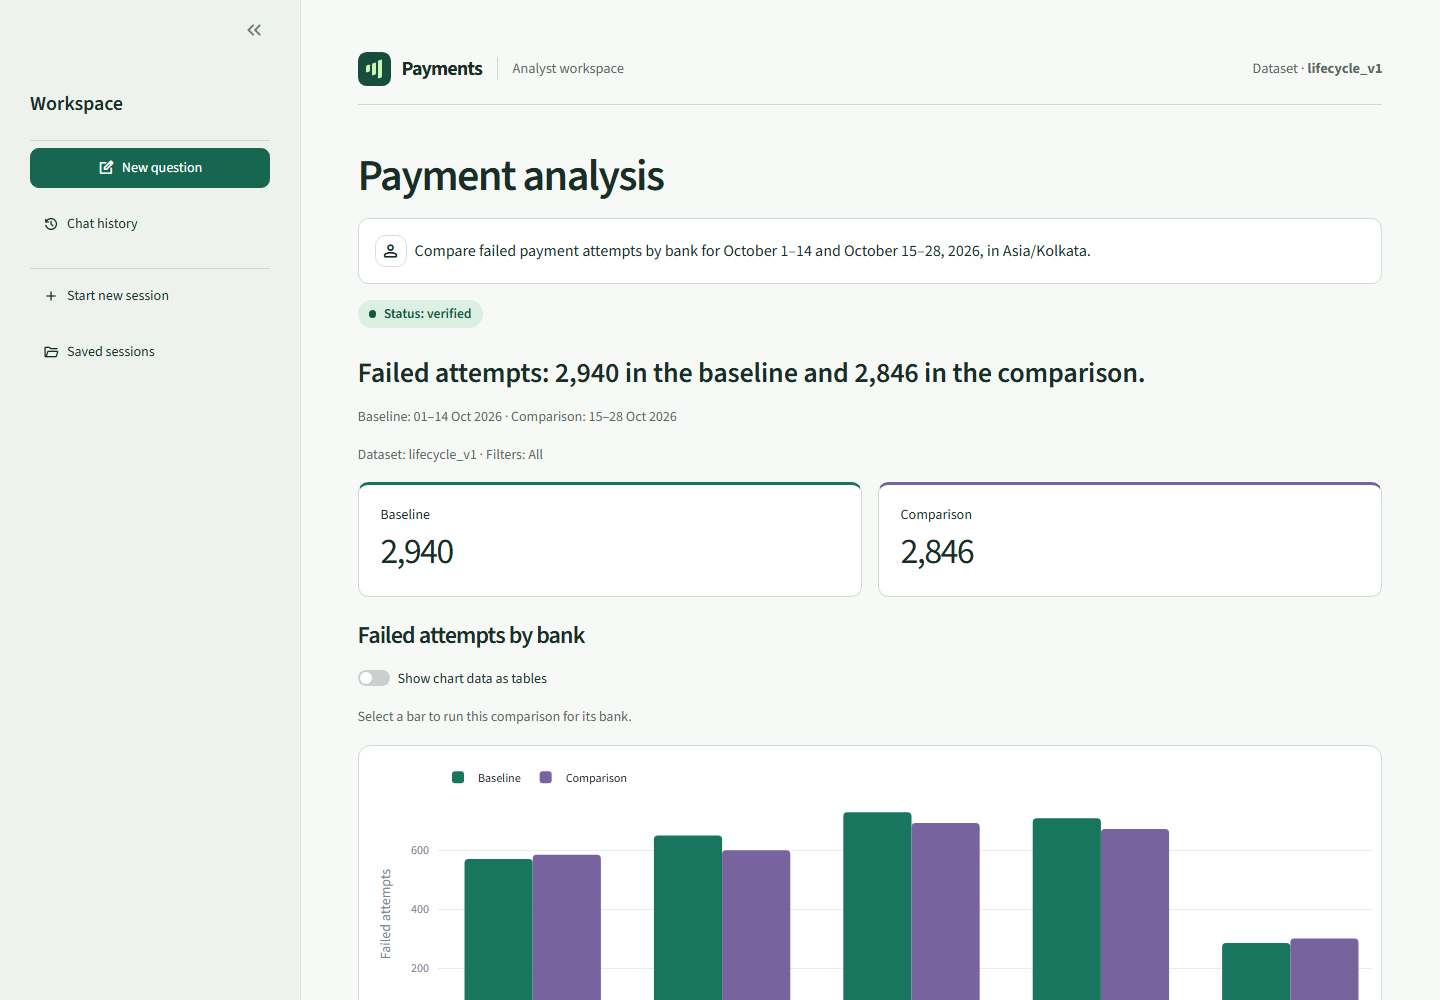 Workspace
New question
Chat history
Start new session
Saved sessions
Payments
Analyst workspace
Dataset · lifecycle_v1
Payment analysis
Compare failed payment attempts by bank for October 1–14 and October 15–28, 2026, in Asia/Kolkata.
Status: verified
Failed attempts: 2,940 in the baseline and 2,846 in the comparison.
Baseline: 01–14 Oct 2026 · Comparison: 15–28 Oct 2026
Dataset: lifecycle_v1 · Filters: All
Baseline
2,940
Comparison
2,846
Failed attempts by bank
Show chart data as tables
Select a bar to run this comparison for its bank.
Baseline
Comparison
Failed attempts
600
400
200